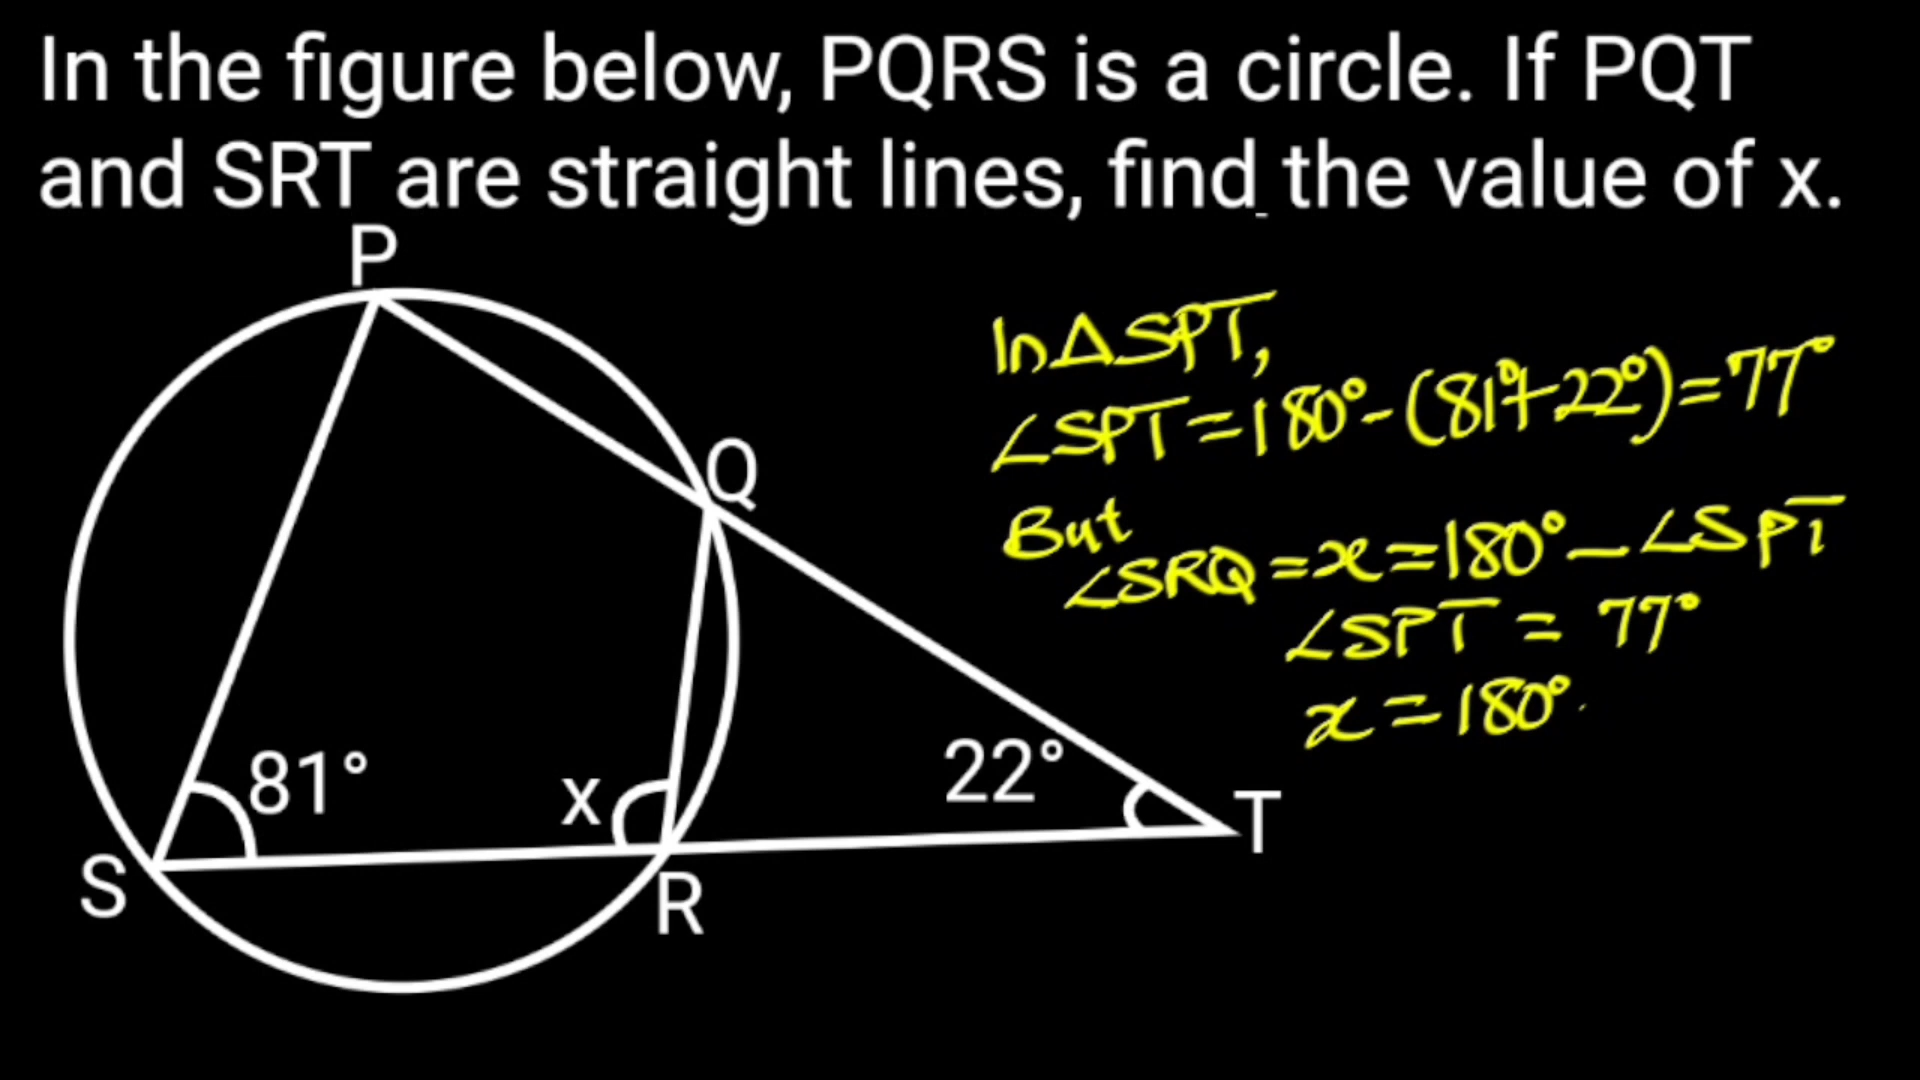 In the figure below, PQRS is a circle. If PQT
and SRT are straight lines, find the value of x.
P
In ΔSPT,
∠SPT = 180° - (81°+22°) = 77°
Q
But
∠SRQ = x = 180° - ∠SPT
∠SPT = 77°
x = 180°
81°
x
22°
T
S
R